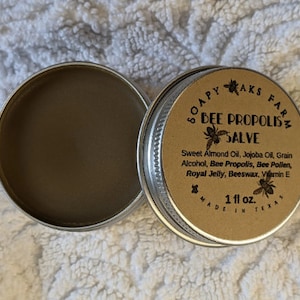 SOAPY OAKS FARM
BEE PROPOLIS
SALVE
Sweet Almond Oil, Jojoba Oil, Grain
Alcohol, Bee Propolis, Bee Pollen,
Royal Jelly, Beeswax, Vitamin E
1 fl oz.
MADE IN TEXAS